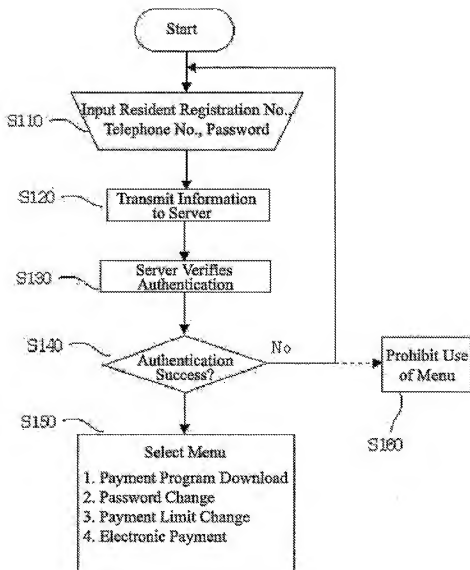 Start
Input Resident Registration No.,
Telephone No., Password
S110
Transmit Information
to Server
S120
Server Verifies
Authentication
S130
Authentication
Success?
S140
No
Prohibit Use
of Menu
S160
S150
Select Menu
1. Payment Program Download
2. Password Change
3. Payment Limit Change
4. Electronic Payment